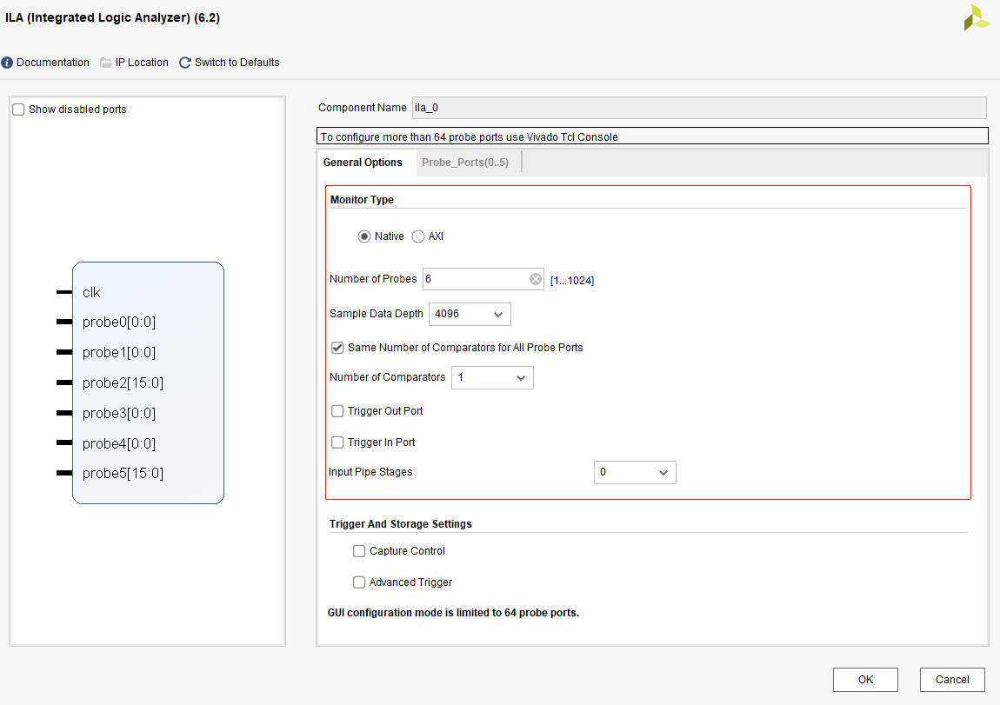 ILA (Integrated Logic Analyzer) (6.2)
Documentation IP Location Switch to Defaults
Show disabled ports
clk
probe0[0:0]
probe1[0:0]
probe2[15:0]
probe3[0:0]
probe4[0:0]
probe5[15:0]
Component Name ila_0
To configure more than 64 probe ports use Vivado Tcl Console
General Options Probe_Ports(0..5)
Monitor Type
Native AXI
Number of Probes 6 [1...1024]
Sample Data Depth 4096
Same Number of Comparators for All Probe Ports
Number of Comparators 1
Trigger Out Port
Trigger In Port
Input Pipe Stages 0
Trigger And Storage Settings
Capture Control
Advanced Trigger
GUI configuration mode is limited to 64 probe ports.
OK Cancel